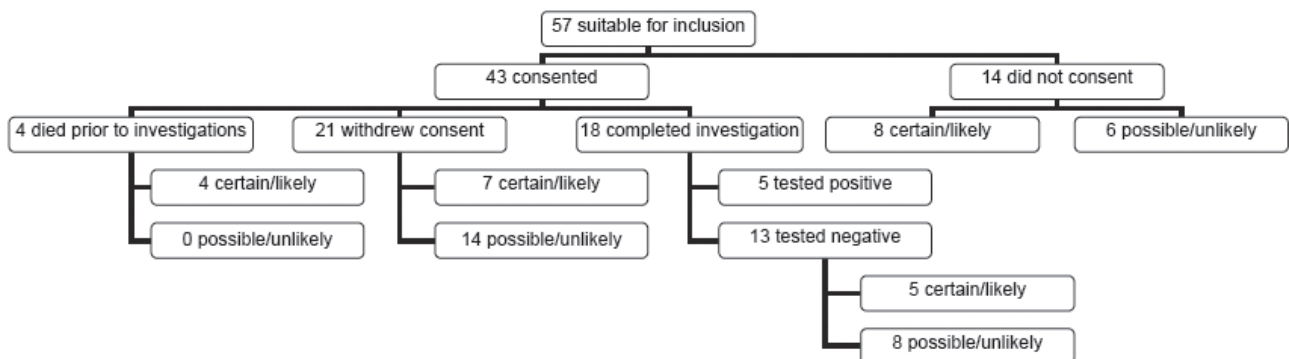 57 suitable for inclusion
43 consented
14 did not consent
4 died prior to investigations
21 withdrew consent
18 completed investigation
8 certain/likely
6 possible/unlikely
4 certain/likely
7 certain/likely
5 tested positive
0 possible/unlikely
14 possible/unlikely
13 tested negative
5 certain/likely
8 possible/unlikely